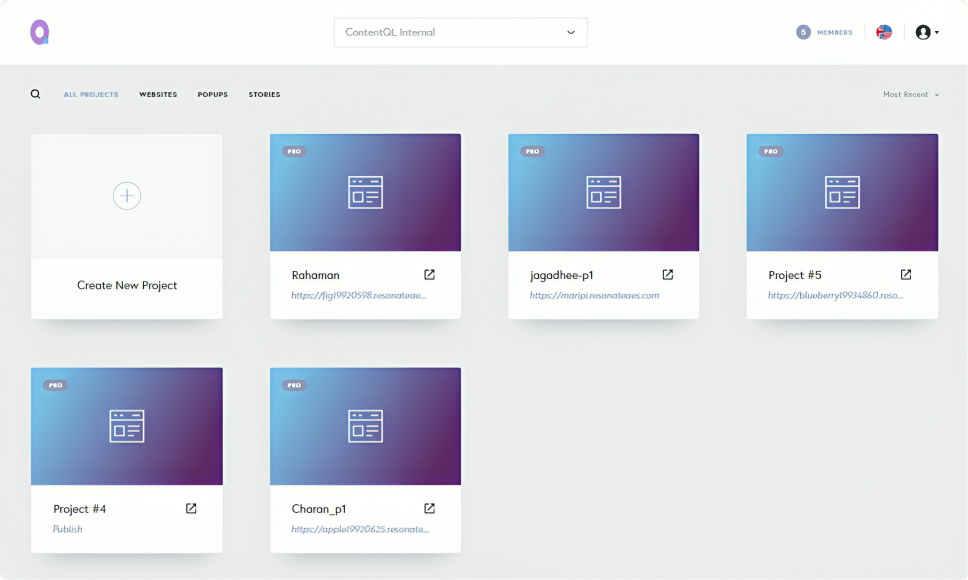 ContentQL Internal
5 MEMBERS
ALL PROJECTS WEBSITES POPUPS STORIES Most Recent
PRO
PRO
PRO
Create New Project
Rahaman
https://fig19920598.resonateae...
jagadhee-p1
https://maripi.resonateaes.com
Project #5
https://blueberry19934860.reso...
PRO
PRO
Project #4
Publish
Charan_p1
https://apple19920625.resonate...